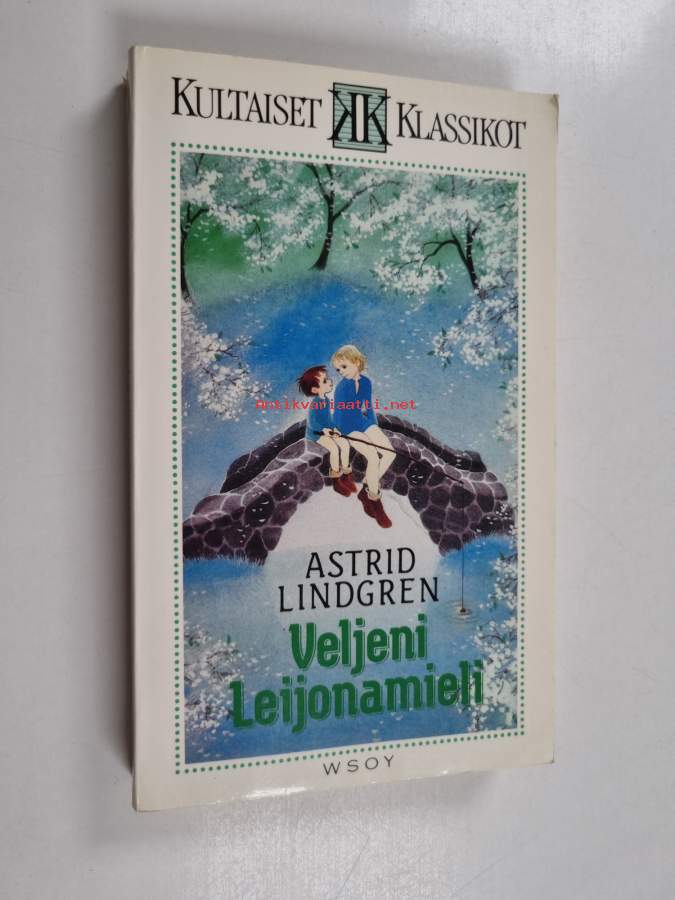 KULTAISET KK KLASSIKOT
Antikvariaatti.net
ASTRID
LINDGREN
Veljeni
Leijonamieli
WSOY